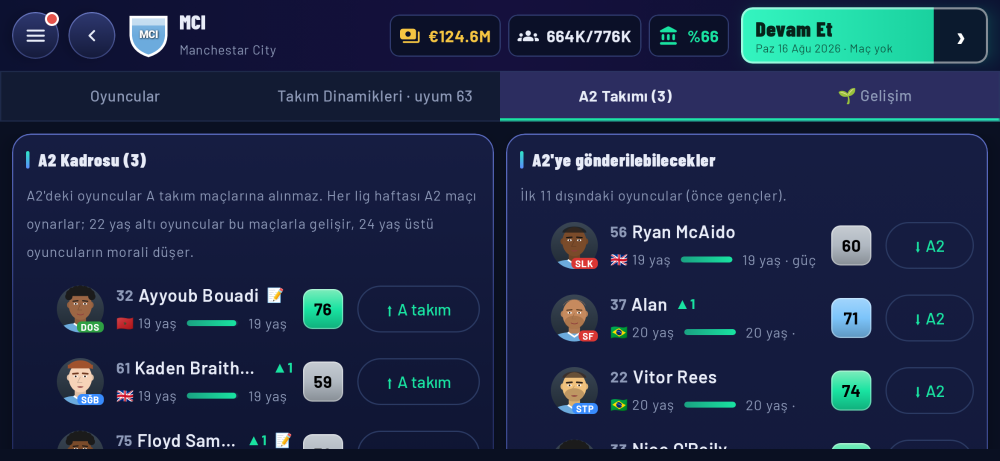 MCI
MCI
Manchestar City
€124.6M
664K/776K
%66
Devam Et
Paz 16 Ağu 2026 · Maç yok
›
Oyuncular
Takım Dinamikleri · uyum 63
A2 Takımı (3)
🌱 Gelişim
A2 Kadrosu (3)
A2'deki oyuncular A takım maçlarına alınmaz. Her lig haftası A2 maçı
oynarlar; 22 yaş altı oyuncular bu maçlarla gelişir, 24 yaş üstü
oyuncuların morali düşer.
32 Ayyoub Bouadi 📝
DOS
19 yaş 19 yaş
76
↑ A takım
61 Kaden Braith... ▲1
SĞB
19 yaş 19 yaş
59
↑ A takım
75 Floyd Sam... ▲1 📝
A2'ye gönderilebilecekler
İlk 11 dışındaki oyuncular (önce gençler).
56 Ryan McAido
SLK
19 yaş 19 yaş · güç
60
↓ A2
37 Alan ▲1
SF
20 yaş 20 yaş ·
71
↓ A2
22 Vitor Rees
STP
20 yaş 20 yaş ·
74
↓ A2
33 Nico O'Reily